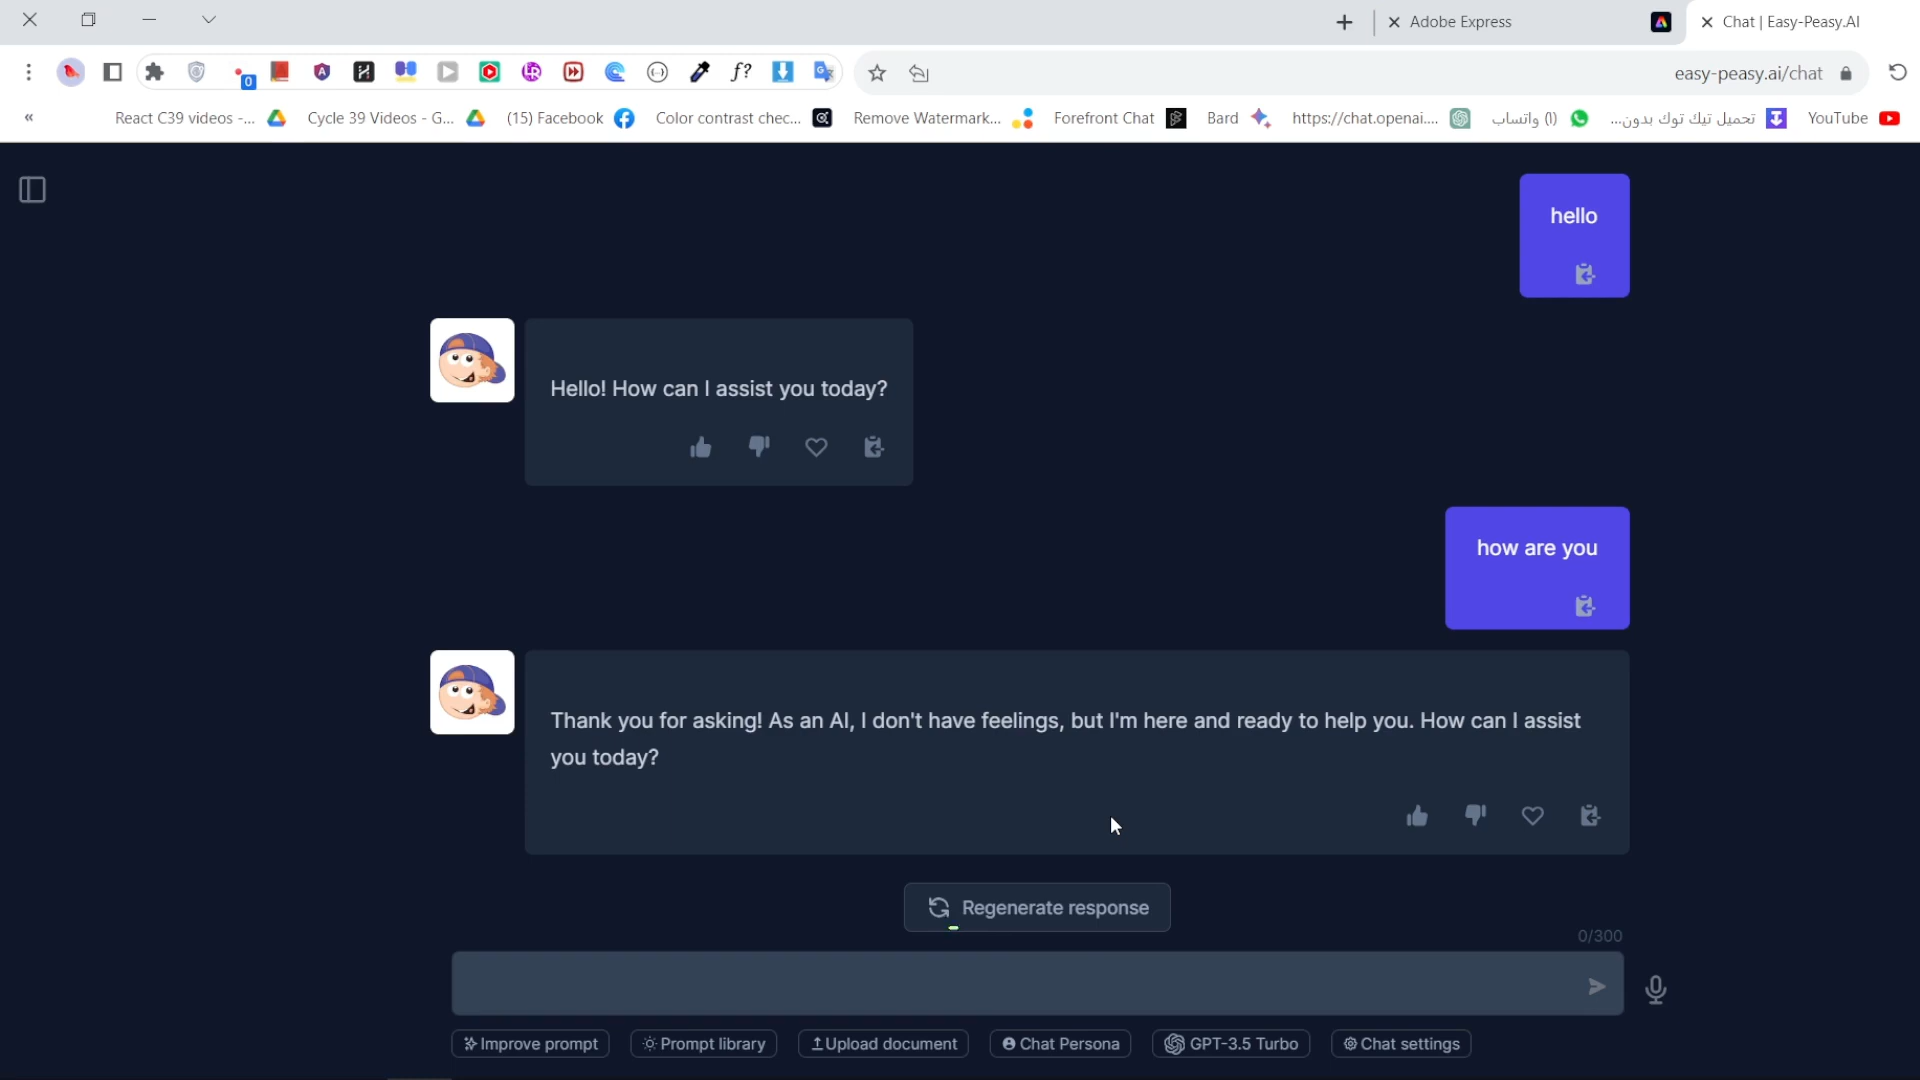 Adobe Express
Chat | Easy-Peasy.AI
0
f?
easy-peasy.ai/chat
«
React C39 videos -...
Cycle 39 Videos - G...
(15) Facebook
Color contrast chec...
Remove Watermark...
Forefront Chat
Bard
https://chat.openai....
(1) واتساب
تحميل تيك توك بدون...
YouTube
hello
Hello! How can I assist you today?
how are you
Thank you for asking! As an AI, I don't have feelings, but I'm here and ready to help you. How can I assist
you today?
Regenerate response
0/300
Improve prompt
Prompt library
Upload document
Chat Persona
GPT-3.5 Turbo
Chat settings